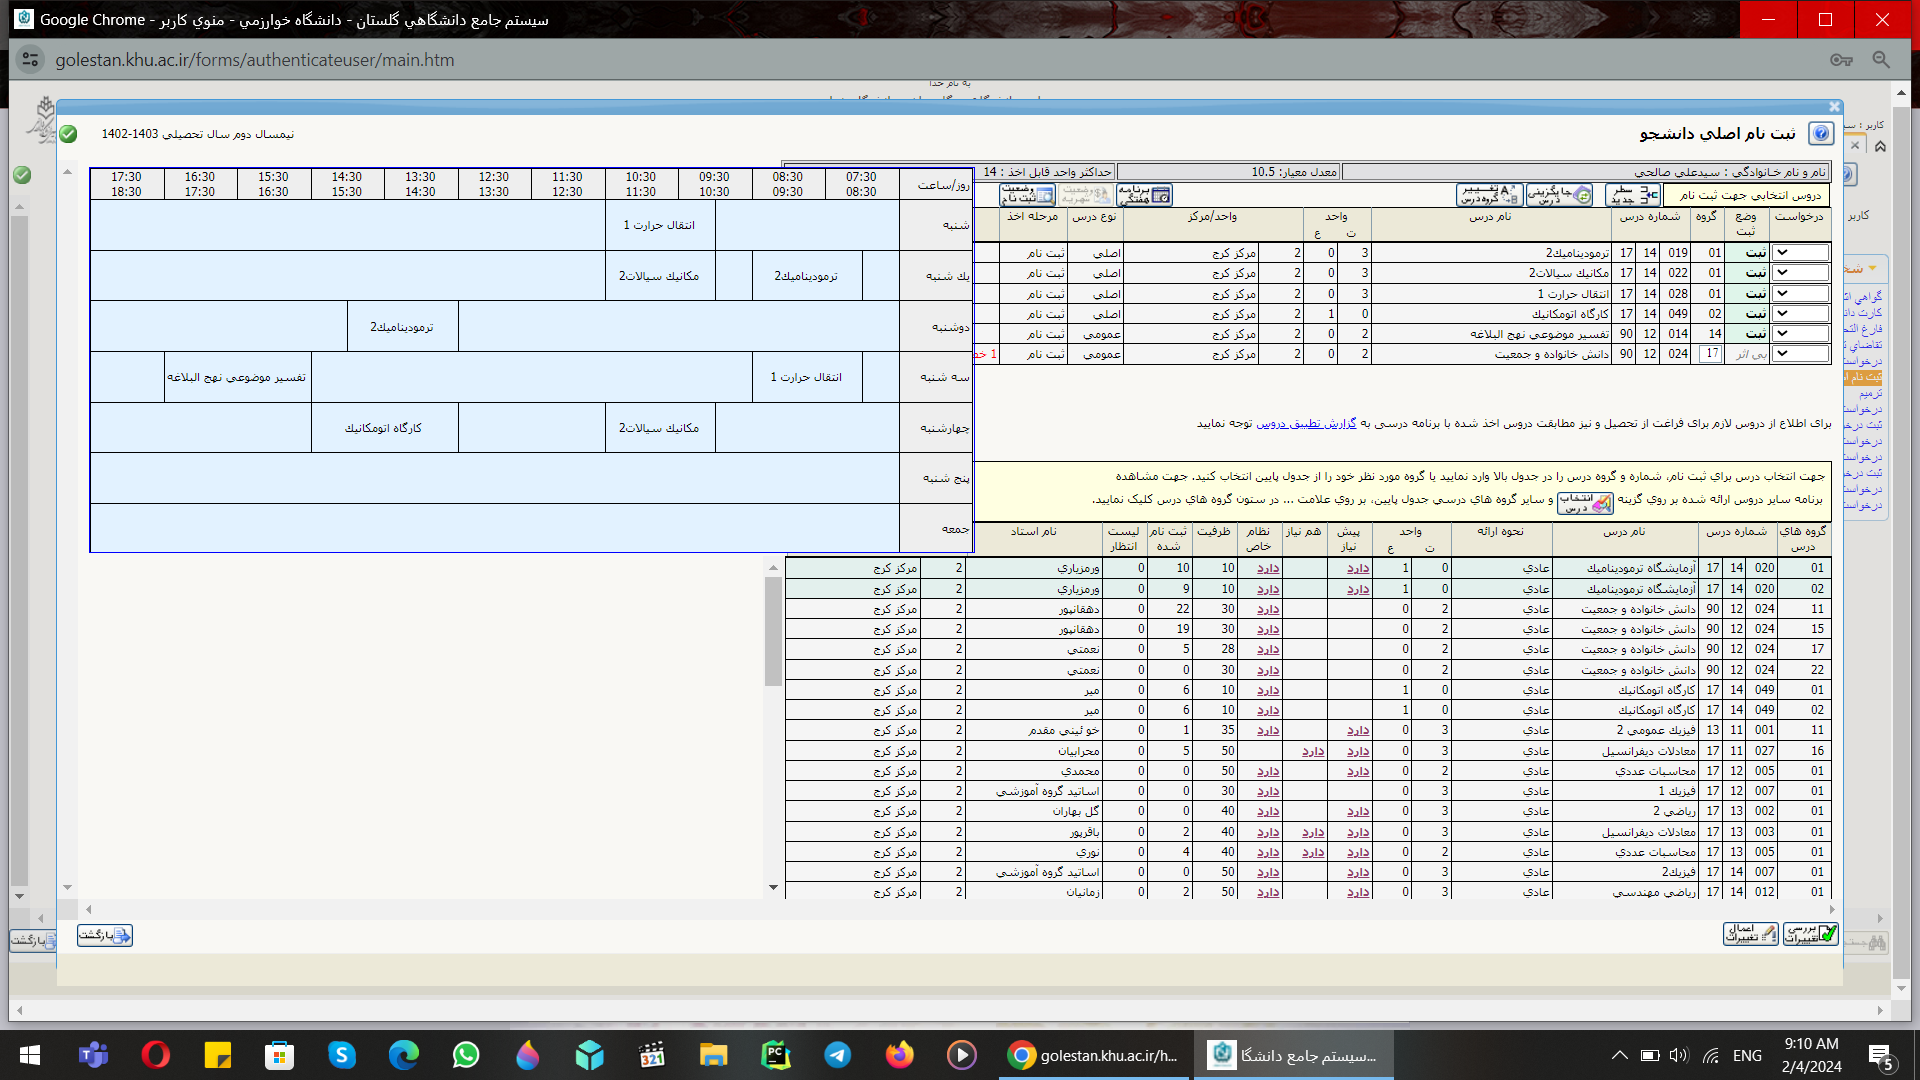 سيستم جامع دانشگاهي گلستان - دانشگاه خوارزمي - منوي کاربر - Google Chrome
golestan.khu.ac.ir/forms/authenticateuser/main.htm
به نام خدا
ثبت نام اصلي دانشجو
نيمسال دوم سال تحصيلي 1403-1402
نام و نام خانوادگي : سيدعلي صالحي
معدل معيار: 10.5
حداكثر واحد قابل اخذ : 14
دروس انتخابي جهت ثبت نام
سطر جديد
جايگزيني درس
تغيير گروه درس
برنامه هفتگي
وضعيت شهريه
وضعيت ثبت نام
درخواست وضع ثبت گروه شماره درس نام درس واحد ت ع واحد/مركز نوع درس مرحله اخذ
ثبت 01 019 14 17 ترموديناميك2 3 0 2 مركز كرج اصلي ثبت نام
ثبت 01 022 14 17 مكانيك سيالات2 3 0 2 مركز كرج اصلي ثبت نام
ثبت 01 028 14 17 انتقال حرارت 1 3 0 2 مركز كرج اصلي ثبت نام
ثبت 02 049 14 17 كارگاه اتومكانيك 0 1 2 مركز كرج اصلي ثبت نام
ثبت 14 014 12 90 تفسير موضوعي نهج البلاغه 2 0 2 مركز كرج عمومي ثبت نام
بي اثر 17 024 12 90 دانش خانواده و جمعيت 2 0 2 مركز كرج عمومي ثبت نام 1
روز/ساعت 07:30 08:30 08:30 09:30 09:30 10:30 10:30 11:30 11:30 12:30 12:30 13:30 13:30 14:30 14:30 15:30 15:30 16:30 16:30 17:30 17:30 18:30
شنبه انتقال حرارت 1
يك شنبه ترموديناميك2 مكانيك سيالات2
دوشنبه ترموديناميك2
سه شنبه انتقال حرارت 1 تفسير موضوعي نهج البلاغه
چهارشنبه مكانيك سيالات2 كارگاه اتومكانيك
پنج شنبه
جمعه
برای اطلاع از دروس لازم برای فراغت از تحصیل و نیز مطابقت دروس اخذ شده با برنامه درسی به گزارش تطبیق دروس توجه نمایید
جهت انتخاب درس براي ثبت نام، شماره و گروه درس را در جدول بالا وارد نماييد يا گروه مورد نظر خود را از جدول پايين انتخاب كنيد. جهت مشاهده
برنامه ساير دروس ارائه شده بر روي گزينه انتخاب درس و ساير گروه هاي درسي جدول پايين، بر روي علامت ... در ستون گروه هاي درس کليک نماييد.
گروه هاي درس شماره درس نام درس نحوه ارائه واحد ت ع پيش نياز هم نياز نظام خاص ظرفيت ثبت نام شده ليست انتظار نام استاد
01 020 14 17 آزمايشگاه ترموديناميك عادي 0 1 دارد دارد 10 10 0 ورمزياري 2 مركز كرج
02 020 14 17 آزمايشگاه ترموديناميك عادي 0 1 دارد دارد 10 9 0 ورمزياري 2 مركز كرج
11 024 12 90 دانش خانواده و جمعيت عادي 2 0 دارد 30 22 0 دهقانپور 2 مركز كرج
15 024 12 90 دانش خانواده و جمعيت عادي 2 0 دارد 30 19 0 دهقانپور 2 مركز كرج
17 024 12 90 دانش خانواده و جمعيت عادي 2 0 دارد 28 5 0 نعمتي 2 مركز كرج
22 024 12 90 دانش خانواده و جمعيت عادي 2 0 دارد 30 0 0 نعمتي 2 مركز كرج
01 049 14 17 كارگاه اتومكانيك عادي 0 1 دارد 10 6 0 مير 2 مركز كرج
02 049 14 17 كارگاه اتومكانيك عادي 0 1 دارد 10 6 0 مير 2 مركز كرج
11 001 11 13 فيزيك عمومي 2 عادي 3 0 دارد دارد 35 1 0 خو ئيني مقدم 2 مركز كرج
16 027 11 17 معادلات ديفرانسيل عادي 3 0 دارد دارد 50 5 0 محرابيان 2 مركز كرج
01 005 12 17 محاسبات عددي عادي 2 0 دارد دارد 50 0 0 محمدي 2 مركز كرج
01 007 12 17 فيزيك 1 عادي 3 0 دارد 30 0 0 اساتيد گروه آموزشي 2 مركز كرج
01 002 13 17 رياضي 2 عادي 3 0 دارد دارد 40 0 0 گل بهاران 2 مركز كرج
01 003 13 17 معادلات ديفرانسيل عادي 3 0 دارد دارد دارد 40 2 0 باقرپور 2 مركز كرج
01 005 13 17 محاسبات عددي عادي 2 0 دارد دارد دارد 40 4 0 نوري 2 مركز كرج
01 007 14 17 فيزيك2 عادي 3 0 دارد دارد 50 0 0 اساتيد گروه آموزشي 2 مركز كرج
01 012 14 17 رياضي مهندسي عادي 3 0 دارد دارد 50 2 0 زمانيان 2 مركز كرج
بررسي تغييرات
اعمال تغييرات
بازگشت
بازگشت
كاربر
ترميم
golestan.khu.ac.ir/h...
سيستم جامع دانشگا...
321
ENG
9:10 AM
2/4/2024
5